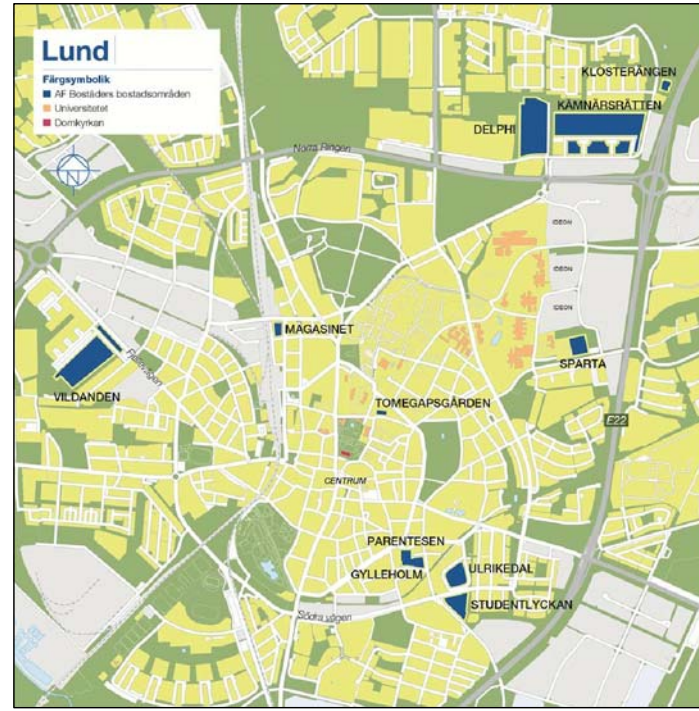 Lund
Färgsymbolik
AF Bostäders bostadsområden
Universitetet
Domkyrkan
N
KLOSTERÄNGEN
KÄMNÄRSRÄTTEN
DELPHI
Norra Ringen
IDEON
IDEON
IDEON
MAGASINET
SPARTA
Fjelievägen
VILDANDEN
TOMEGAPSGÅRDEN
E22
CENTRUM
PARENTESEN
GYLLEHOLM
ULRIKEDAL
STUDENTLYCKAN
Södra vägen